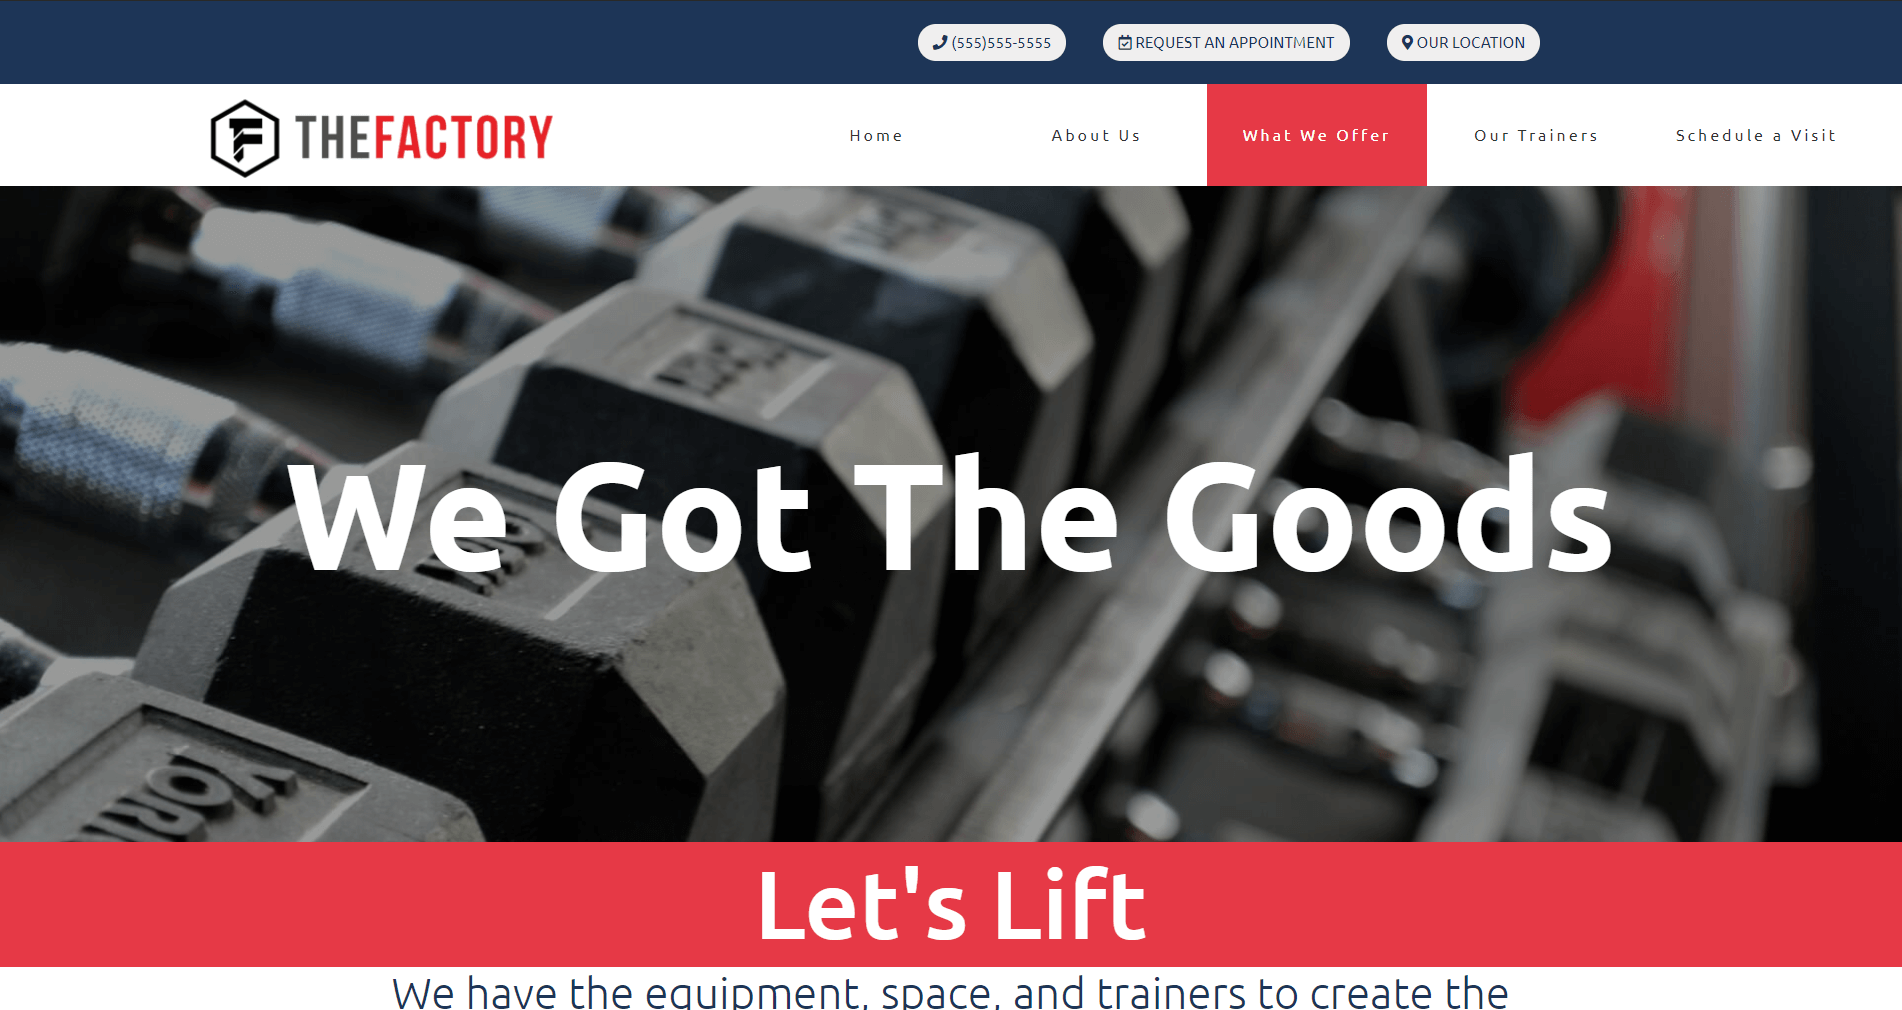 (555)555-5555 REQUEST AN APPOINTMENT OUR LOCATION
THEFACTORY Home About Us What We Offer Our Trainers Schedule a Visit
We Got The Goods
YORK
Let's Lift
We have the equipment, space, and trainers to create the